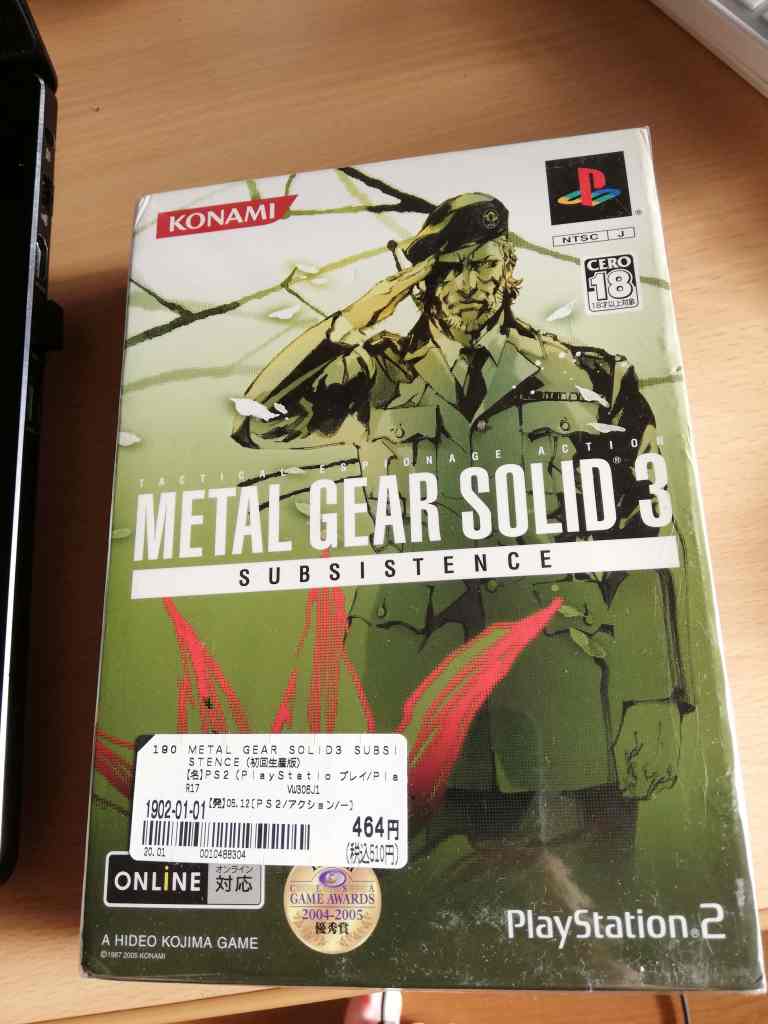 KONAMI
NTSC J
CERO
18
18才以上対象
TACTICAL ESPIONAGE ACTION
METAL GEAR SOLID® 3
SUBSISTENCE
190 METAL GEAR SOLID3 SUBSI
STENCE (初回生産版)
【名】PS2 (PlayStatio プレイ/Pla
R17 VW306J1
1902-01-01 【発】05.12[PS2/アクション/ー]
464円
(税込510円)
20.01 0010488304
ONLiNE オンライン対応
CESA
GAME AWARDS
2004-2005
優秀賞
A HIDEO KOJIMA GAME
©1987 2005 KONAMI
PlayStation®2